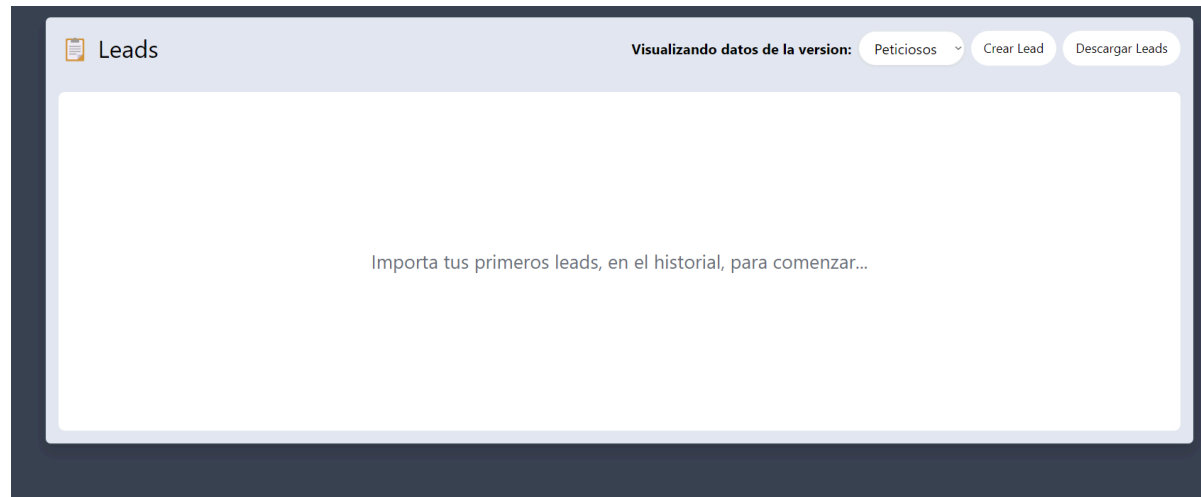 Leads
Visualizando datos de la version: Peticiosos Crear Lead Descargar Leads
Importa tus primeros leads, en el historial, para comenzar...